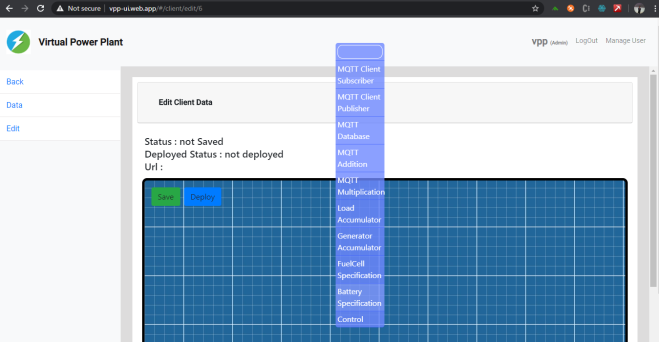 Not secure | vpp-ui.web.app/#/client/edit/6
Virtual Power Plant
vpp (Admin) LogOut Manage User
Back
Data
Edit
Edit Client Data
Status : not Saved
Deployed Status : not deployed
Url :
Save Deploy
MQTT Client
Subscriber
MQTT Client
Publisher
MQTT
Database
MQTT
Addition
MQTT
Multiplication
Load
Accumulator
Generator
Accumulator
FuelCell
Specification
Battery
Specification
Control